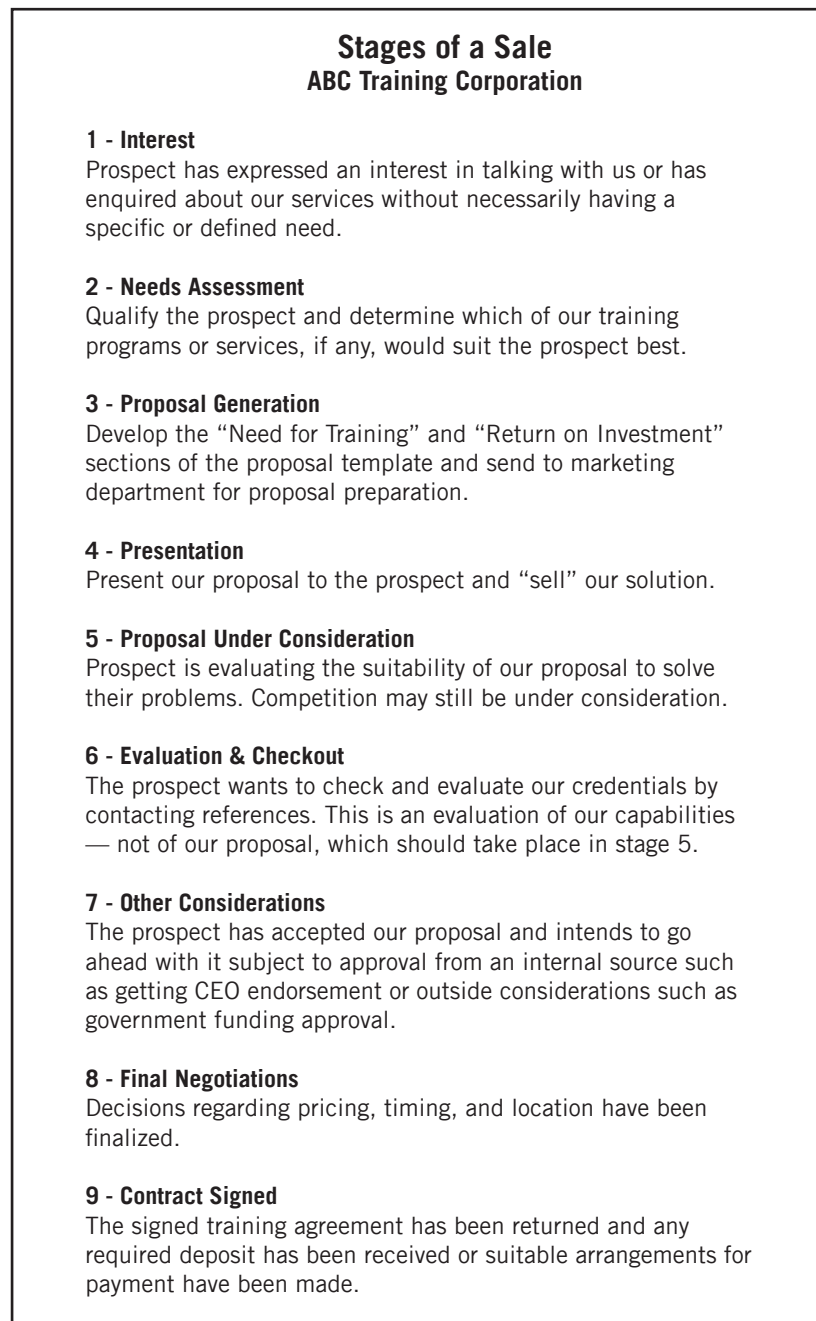 Stages of a Sale
ABC Training Corporation
1 - Interest
Prospect has expressed an interest in talking with us or has
enquired about our services without necessarily having a
specific or defined need.
2 - Needs Assessment
Qualify the prospect and determine which of our training
programs or services, if any, would suit the prospect best.
3 - Proposal Generation
Develop the “Need for Training” and “Return on Investment”
sections of the proposal template and send to marketing
department for proposal preparation.
4 - Presentation
Present our proposal to the prospect and “sell” our solution.
5 - Proposal Under Consideration
Prospect is evaluating the suitability of our proposal to solve
their problems. Competition may still be under consideration.
6 - Evaluation & Checkout
The prospect wants to check and evaluate our credentials by
contacting references. This is an evaluation of our capabilities
— not of our proposal, which should take place in stage 5.
7 - Other Considerations
The prospect has accepted our proposal and intends to go
ahead with it subject to approval from an internal source such
as getting CEO endorsement or outside considerations such as
government funding approval.
8 - Final Negotiations
Decisions regarding pricing, timing, and location have been
finalized.
9 - Contract Signed
The signed training agreement has been returned and any
required deposit has been received or suitable arrangements for
payment have been made.